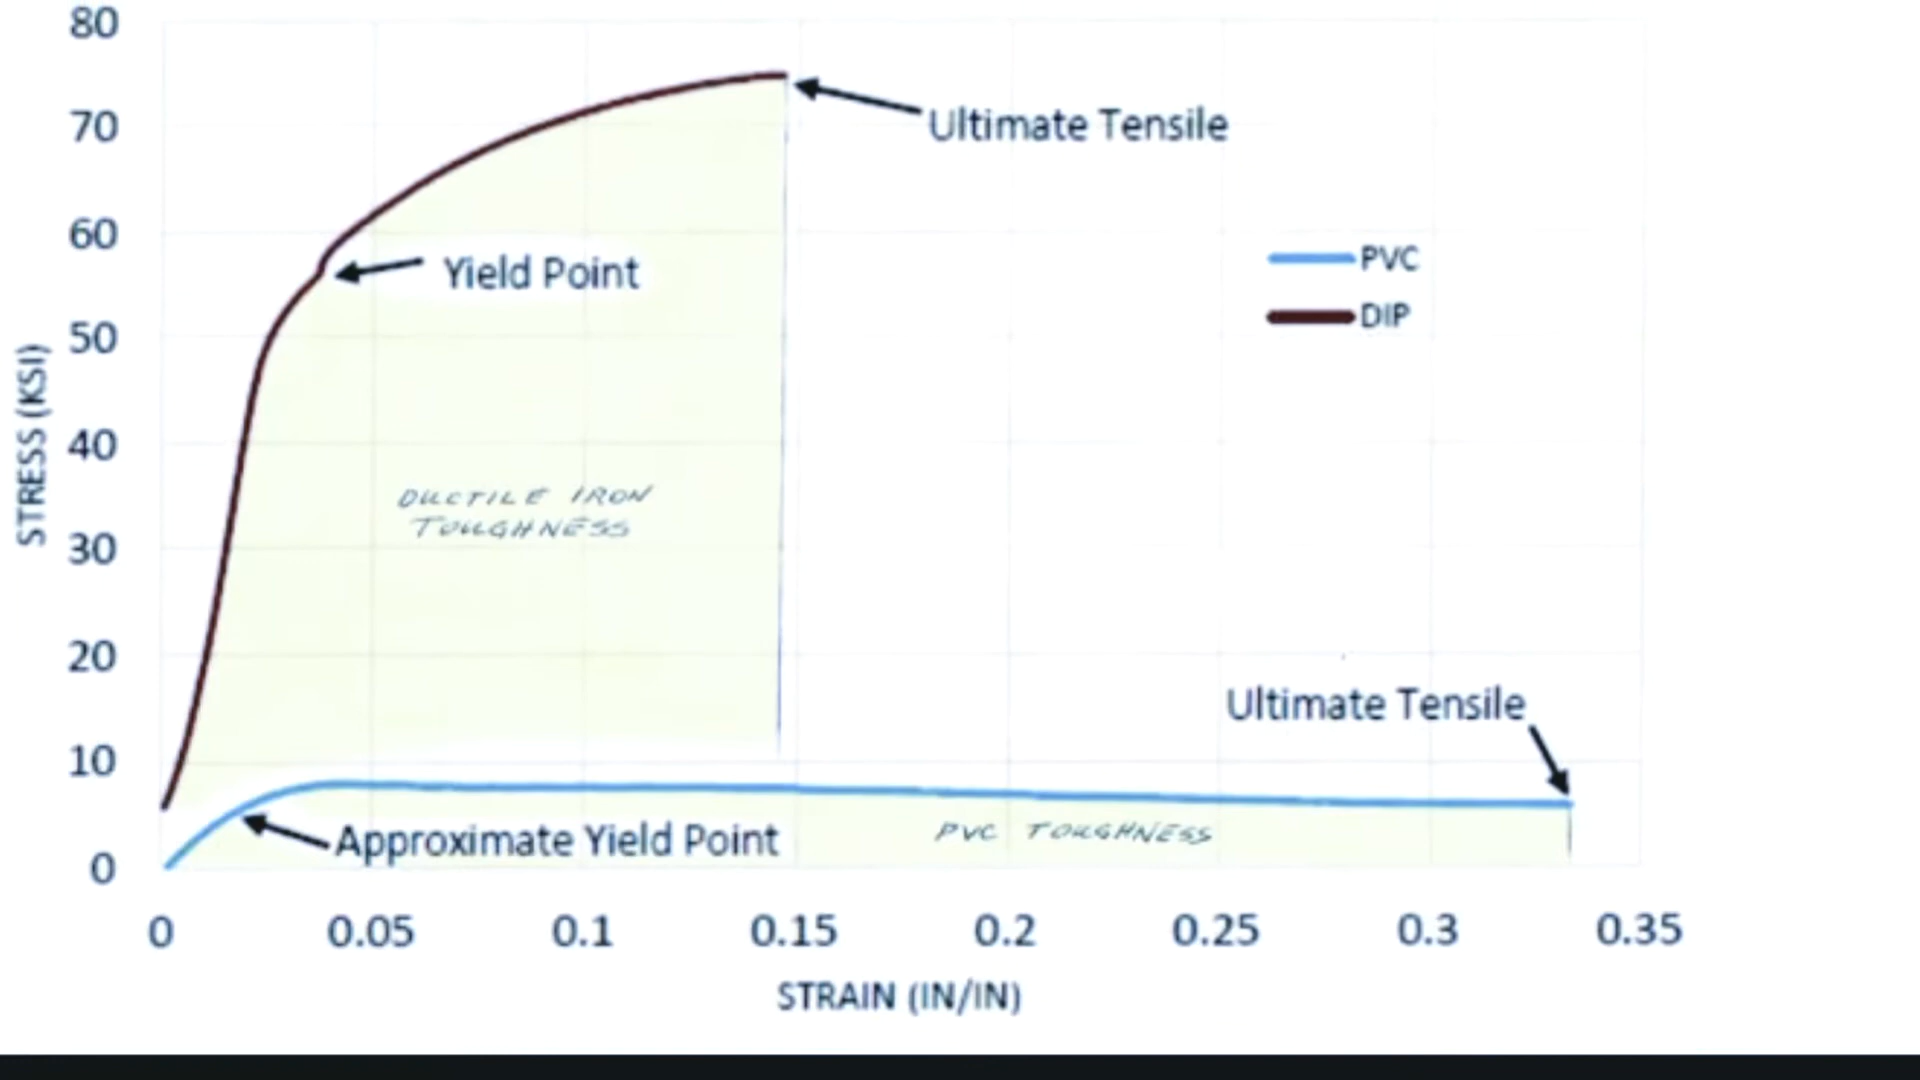 80
70
60
50
40
30
20
10
0
STRESS (KSI)
Ultimate Tensile
Yield Point
PVC
DIP
DUCTILE IRON
TOUGHNESS
Ultimate Tensile
Approximate Yield Point
PVC TOUGHNESS
0 0.05 0.1 0.15 0.2 0.25 0.3 0.35
STRAIN (IN/IN)